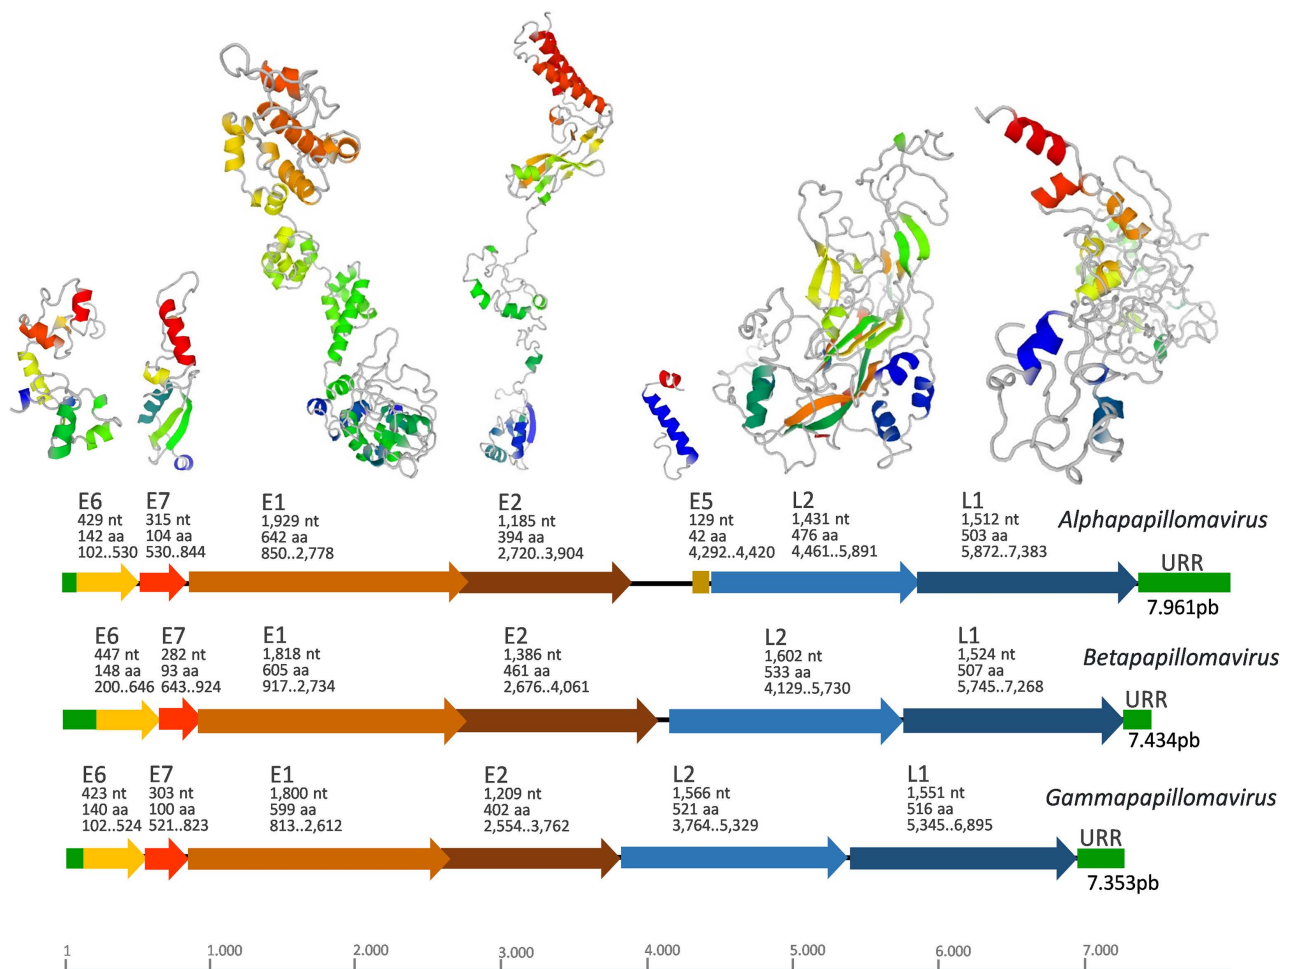 E6
429 nt
142 aa
102..530
E7
315 nt
104 aa
530..844
E1
1,929 nt
642 aa
850..2,778
E2
1,185 nt
394 aa
2,720..3,904
E5
129 nt
42 aa
4,292..4,420
L2
1,431 nt
476 aa
4,461..5,891
L1
1,512 nt
503 aa
5,872..7,383
Alphapapillomavirus
URR
7.961pb
E6
447 nt
148 aa
200..646
E7
282 nt
93 aa
643..924
E1
1,818 nt
605 aa
917..2,734
E2
1,386 nt
461 aa
2,676..4,061
L2
1,602 nt
533 aa
4,129..5,730
L1
1,524 nt
507 aa
5,745..7,268
Betapapillomavirus
URR
7.434pb
E6
423 nt
140 aa
102..524
E7
303 nt
100 aa
521..823
E1
1,800 nt
599 aa
813..2,612
E2
1,209 nt
402 aa
2,554..3,762
L2
1,566 nt
521 aa
3,764..5,329
L1
1,551 nt
516 aa
5,345..6,895
Gammapapillomavirus
URR
7.353pb
1 1.000 2.000 3.000 4.000 5.000 6.000 7.000